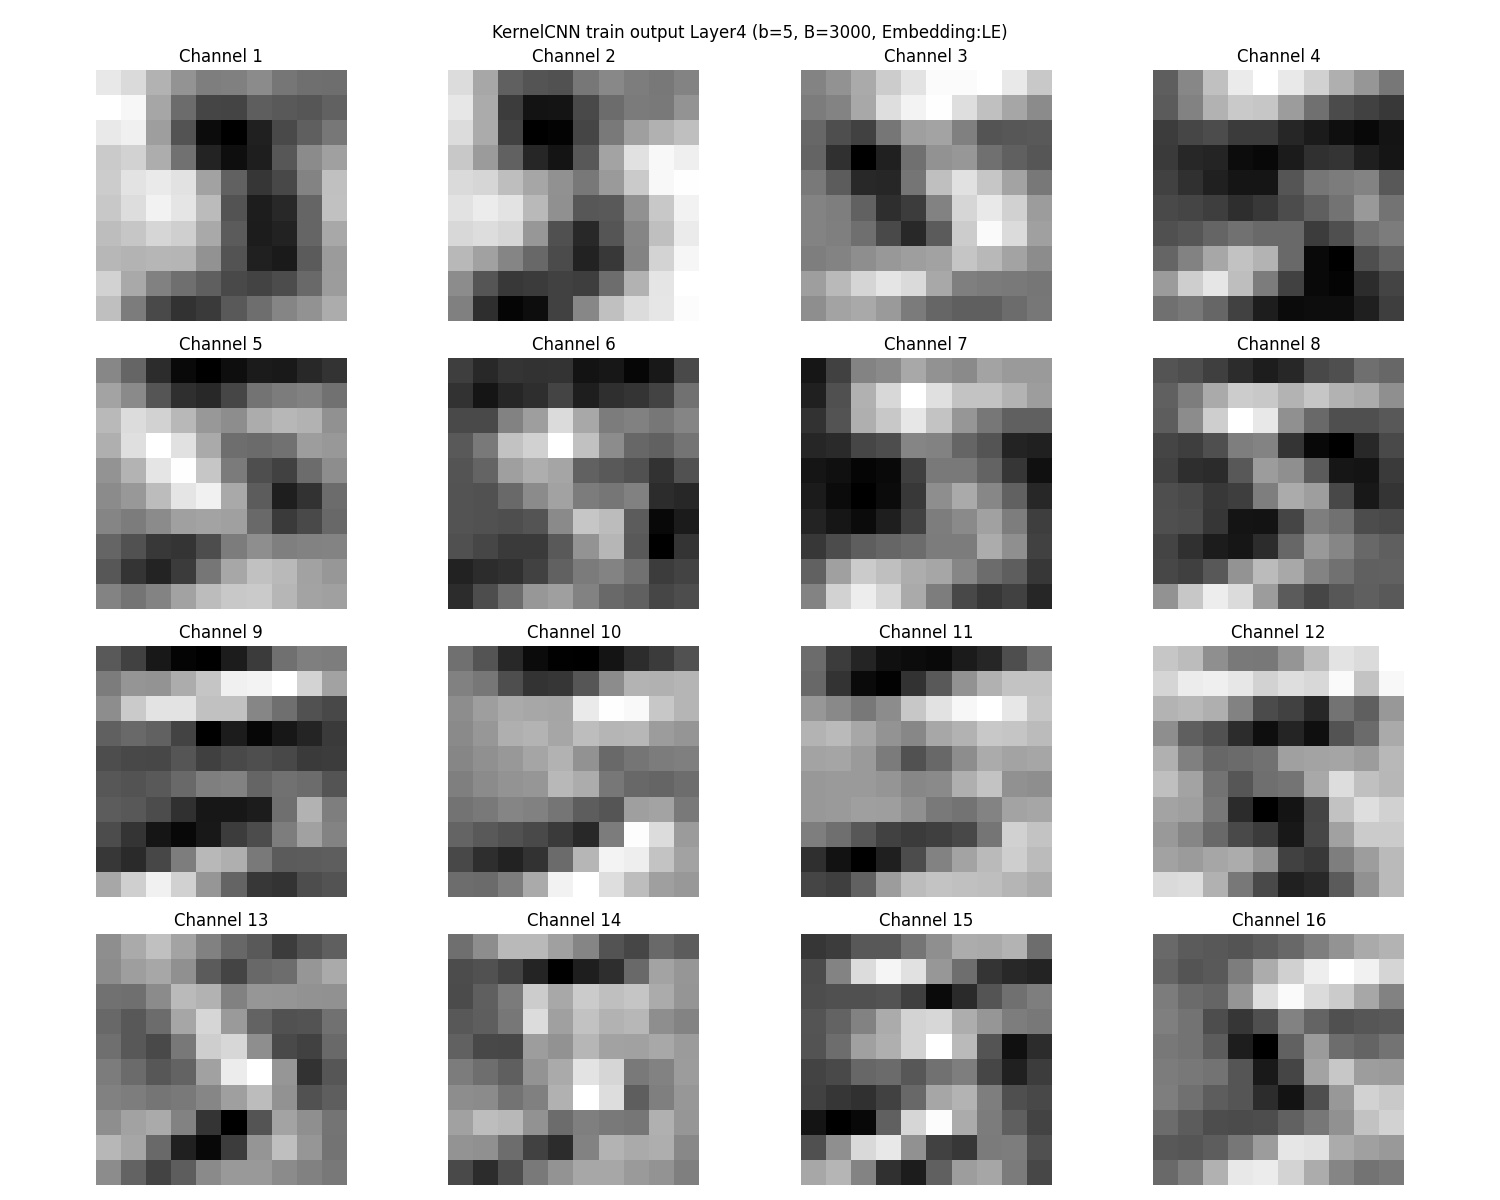 KernelCNN train output Layer4 (b=5, B=3000, Embedding:LE)
Channel 1
Channel 2
Channel 3
Channel 4
Channel 5
Channel 6
Channel 7
Channel 8
Channel 9
Channel 10
Channel 11
Channel 12
Channel 13
Channel 14
Channel 15
Channel 16